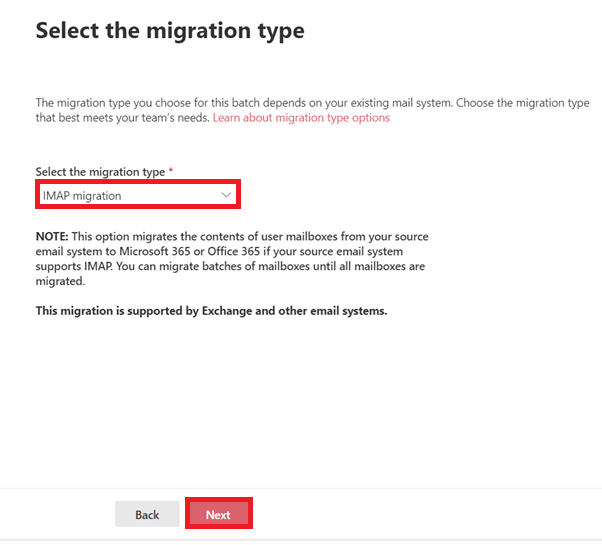 Select the migration type
The migration type you choose for this batch depends on your existing mail system. Choose the migration type
that best meets your team's needs. Learn about migration type options
Select the migration type *
IMAP migration
NOTE: This option migrates the contents of user mailboxes from your source
email system to Microsoft 365 or Office 365 if your source email system
supports IMAP. You can migrate batches of mailboxes until all mailboxes are
migrated.
This migration is supported by Exchange and other email systems.
Back
Next